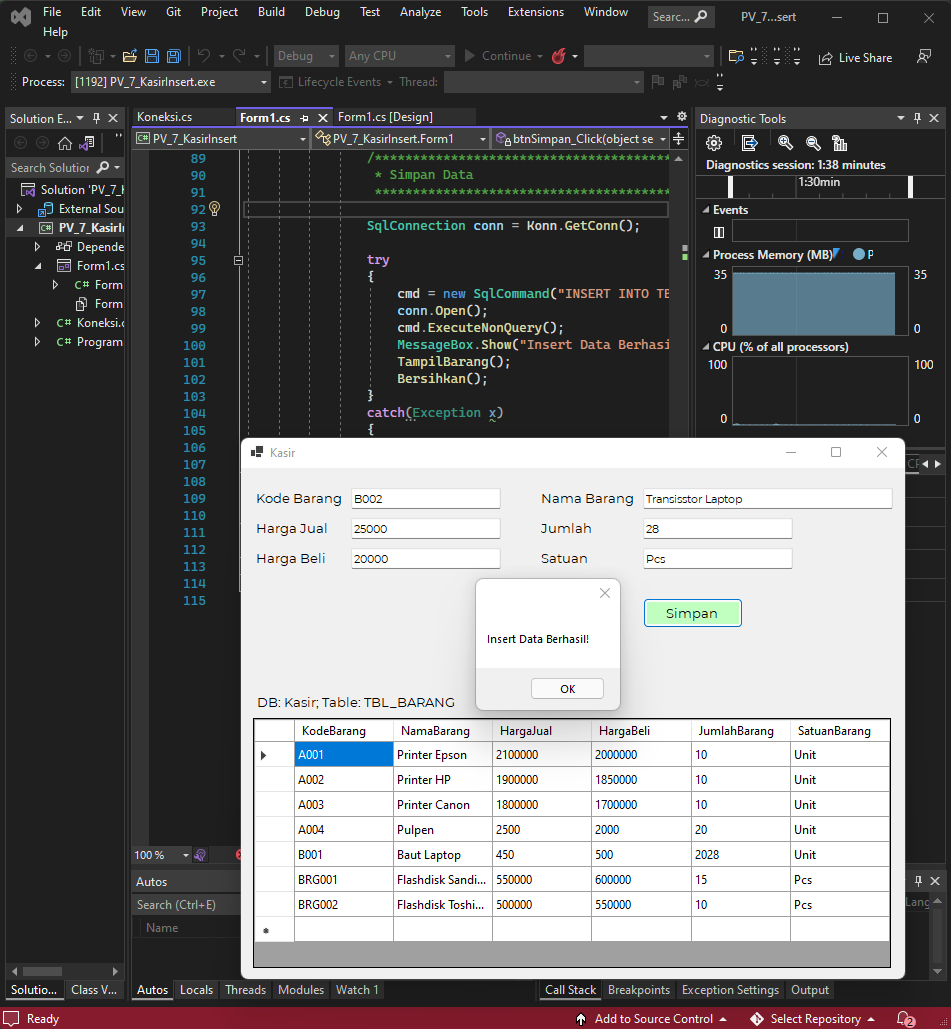 File Edit View Git Project Build Debug Test Analyze Tools Extensions Window Searc... PV_7...sert
Help
Debug Any CPU Continue Live Share
Process: [1192] PV_7_KasirInsert.exe Lifecycle Events Thread:
Solution E...
Search Solution
Solution 'PV_7_K
External Sou
PV_7_KasirIn
Depende
Form1.cs
C# Form
Form
C# Koneksi.c
C# Program
Koneksi.cs Form1.cs Form1.cs [Design]
C# PV_7_KasirInsert PV_7_KasirInsert.Form1 btnSimpan_Click(object se
89 /***************************************
90 * Simpan Data
91 ***************************************
92
93 SqlConnection conn = Konn.GetConn();
94
95 try
96 {
97 cmd = new SqlCommand("INSERT INTO TB
98 conn.Open();
99 cmd.ExecuteNonQuery();
100 MessageBox.Show("Insert Data Berhasi
101 TampilBarang();
102 Bersihkan();
103 }
104 catch(Exception x)
105 {
106
107
108
109
110
111
112
113
114
115
100 %
Diagnostic Tools
Diagnostics session: 1:38 minutes
1:30min
Events
Process Memory (MB) P
35 35
0 0
CPU (% of all processors)
100 100
0 0
Kasir
Kode Barang B002 Nama Barang Transisstor Laptop
Harga Jual 25000 Jumlah 28
Harga Beli 20000 Satuan Pcs
Simpan
Insert Data Berhasil!
OK
DB: Kasir; Table: TBL_BARANG
KodeBarang NamaBarang HargaJual HargaBeli JumlahBarang SatuanBarang
A001 Printer Epson 2100000 2000000 10 Unit
A002 Printer HP 1900000 1850000 10 Unit
A003 Printer Canon 1800000 1700000 10 Unit
A004 Pulpen 2500 2000 20 Unit
B001 Baut Laptop 450 500 2028 Unit
BRG001 Flashdisk Sandi... 550000 600000 15 Pcs
BRG002 Flashdisk Toshi... 500000 550000 10 Pcs
Autos
Search (Ctrl+E)
Name
Lang
Solutio... Class V... Autos Locals Threads Modules Watch 1 Call Stack Breakpoints Exception Settings Output
Ready Add to Source Control Select Repository 2